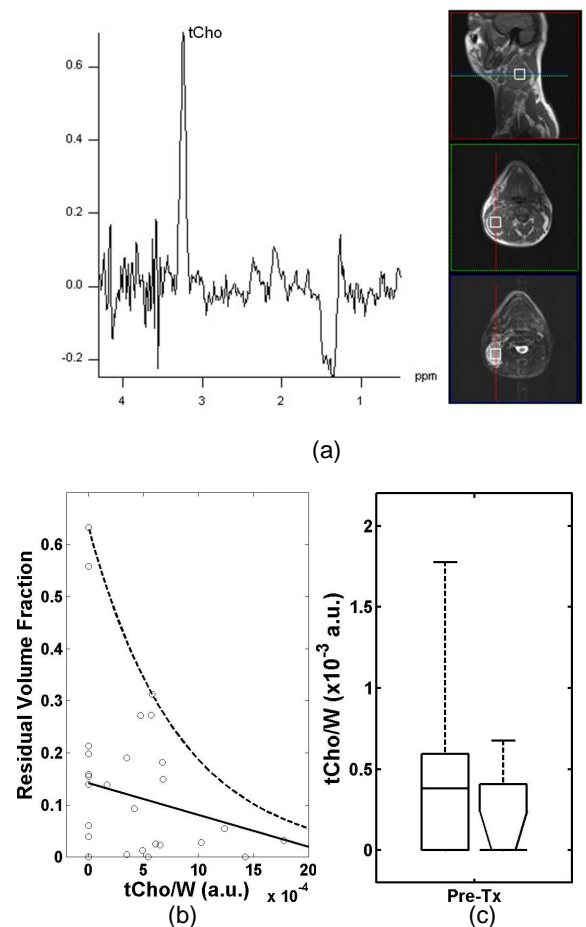 tCho
0.6
0.4
0.2
0.0
-0.2
4 3 2 1 ppm
(a)
Residual Volume Fraction
0.6
0.5
0.4
0.3
0.2
0.1
0
0 5 10 15 20
tCho/W (a.u.) x 10⁻⁴
(b)
tCho/W (x10⁻³ a.u.)
2
1.5
1
0.5
0
Pre-Tx
(c)